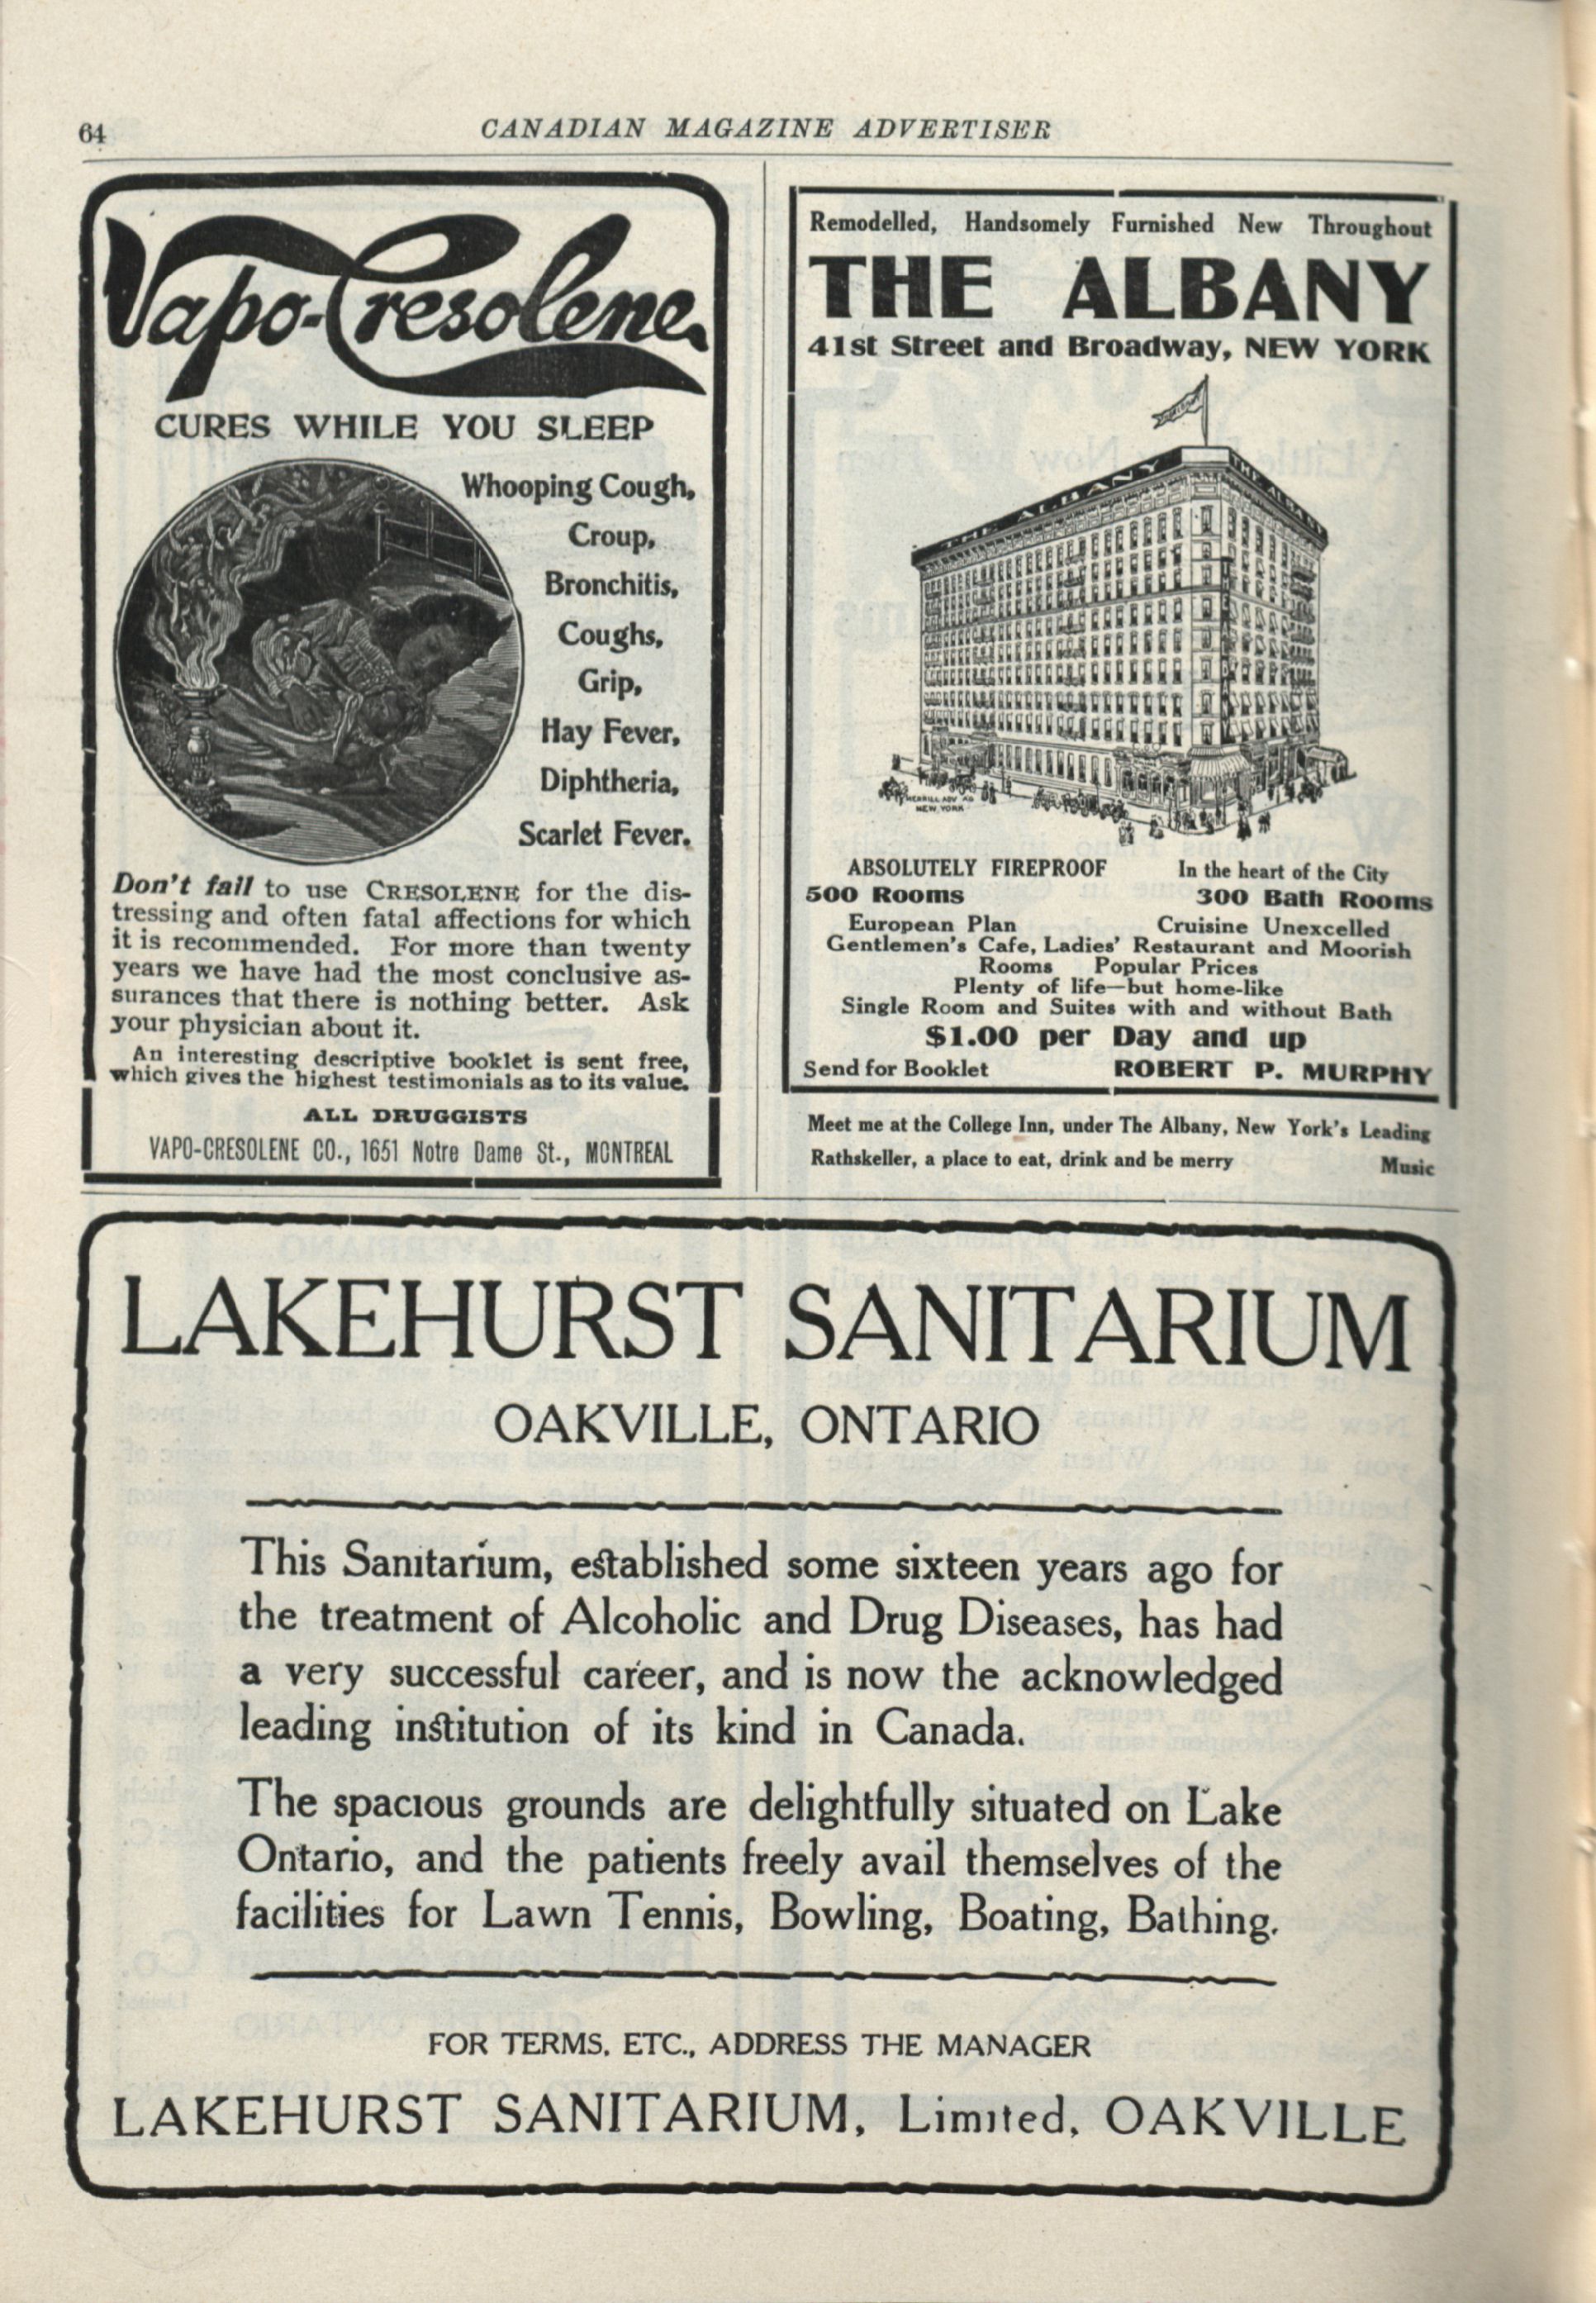 64
CANADIAN MAGAZINE ADVERTISER
Vapo-Cresolene
CURES WHILE YOU SLEEP
Whooping Cough,
Croup,
Bronchitis,
Coughs,
Grip,
Hay Fever,
Diphtheria,
Scarlet Fever.
Don't fail to use CRESOLENE for the dis-
tressing and often fatal affections for which
it is recommended. For more than twenty
years we have had the most conclusive as-
surances that there is nothing better. Ask
your physician about it.
An interesting descriptive booklet is sent free,
which gives the highest testimonials as to its value.
ALL DRUGGISTS
VAPO-CRESOLENE CO., 1651 Notre Dame St., MONTREAL
Remodelled, Handsomely Furnished New Throughout
THE ALBANY
41st Street and Broadway, NEW YORK
THE ALBANY
THE ALBANY
MERRILL ADV AG
NEW YORK
ABSOLUTELY FIREPROOF In the heart of the City
500 Rooms 300 Bath Rooms
European Plan Cruisine Unexcelled
Gentlemen's Cafe, Ladies' Restaurant and Moorish
Rooms Popular Prices
Plenty of life—but home-like
Single Room and Suites with and without Bath
$1.00 per Day and up
Send for Booklet ROBERT P. MURPHY
Meet me at the College Inn, under The Albany, New York's Leading
Rathskeller, a place to eat, drink and be merry Music
LAKEHURST SANITARIUM
OAKVILLE, ONTARIO
This Sanitarium, established some sixteen years ago for
the treatment of Alcoholic and Drug Diseases, has had
a very successful career, and is now the acknowledged
leading institution of its kind in Canada.
The spacious grounds are delightfully situated on Lake
Ontario, and the patients freely avail themselves of the
facilities for Lawn Tennis, Bowling, Boating, Bathing.
FOR TERMS, ETC., ADDRESS THE MANAGER
LAKEHURST SANITARIUM, Limited, OAKVILLE